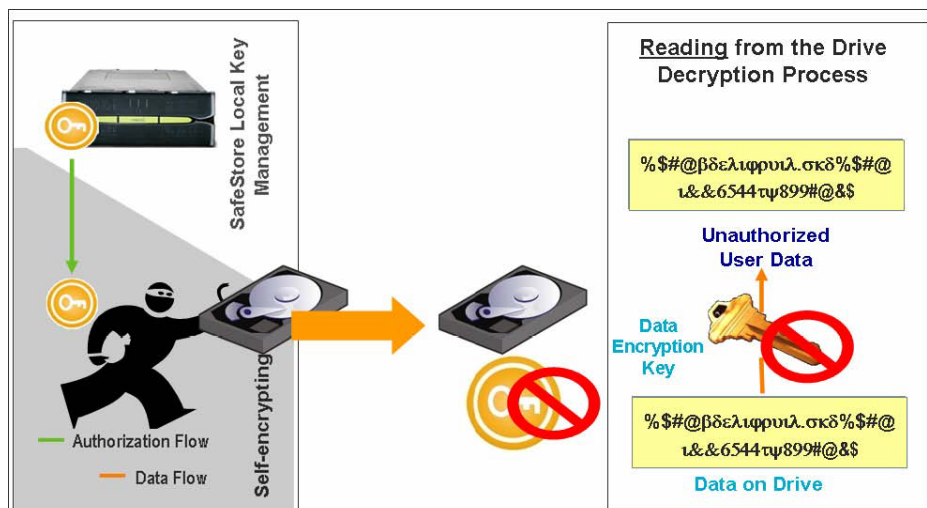 SafeStore Local Key
Management
Self-encrypting
Authorization Flow
Data Flow
Reading from the Drive
Decryption Process
%$#@βδελιφρυιλ.σκδ%$#@
ι&&6544τψ899#@&$
Unauthorized
User Data
Data
Encryption
Key
%$#@βδελιφρυιλ.σκδ%$#@
ι&&6544τψ899#@&$
Data on Drive